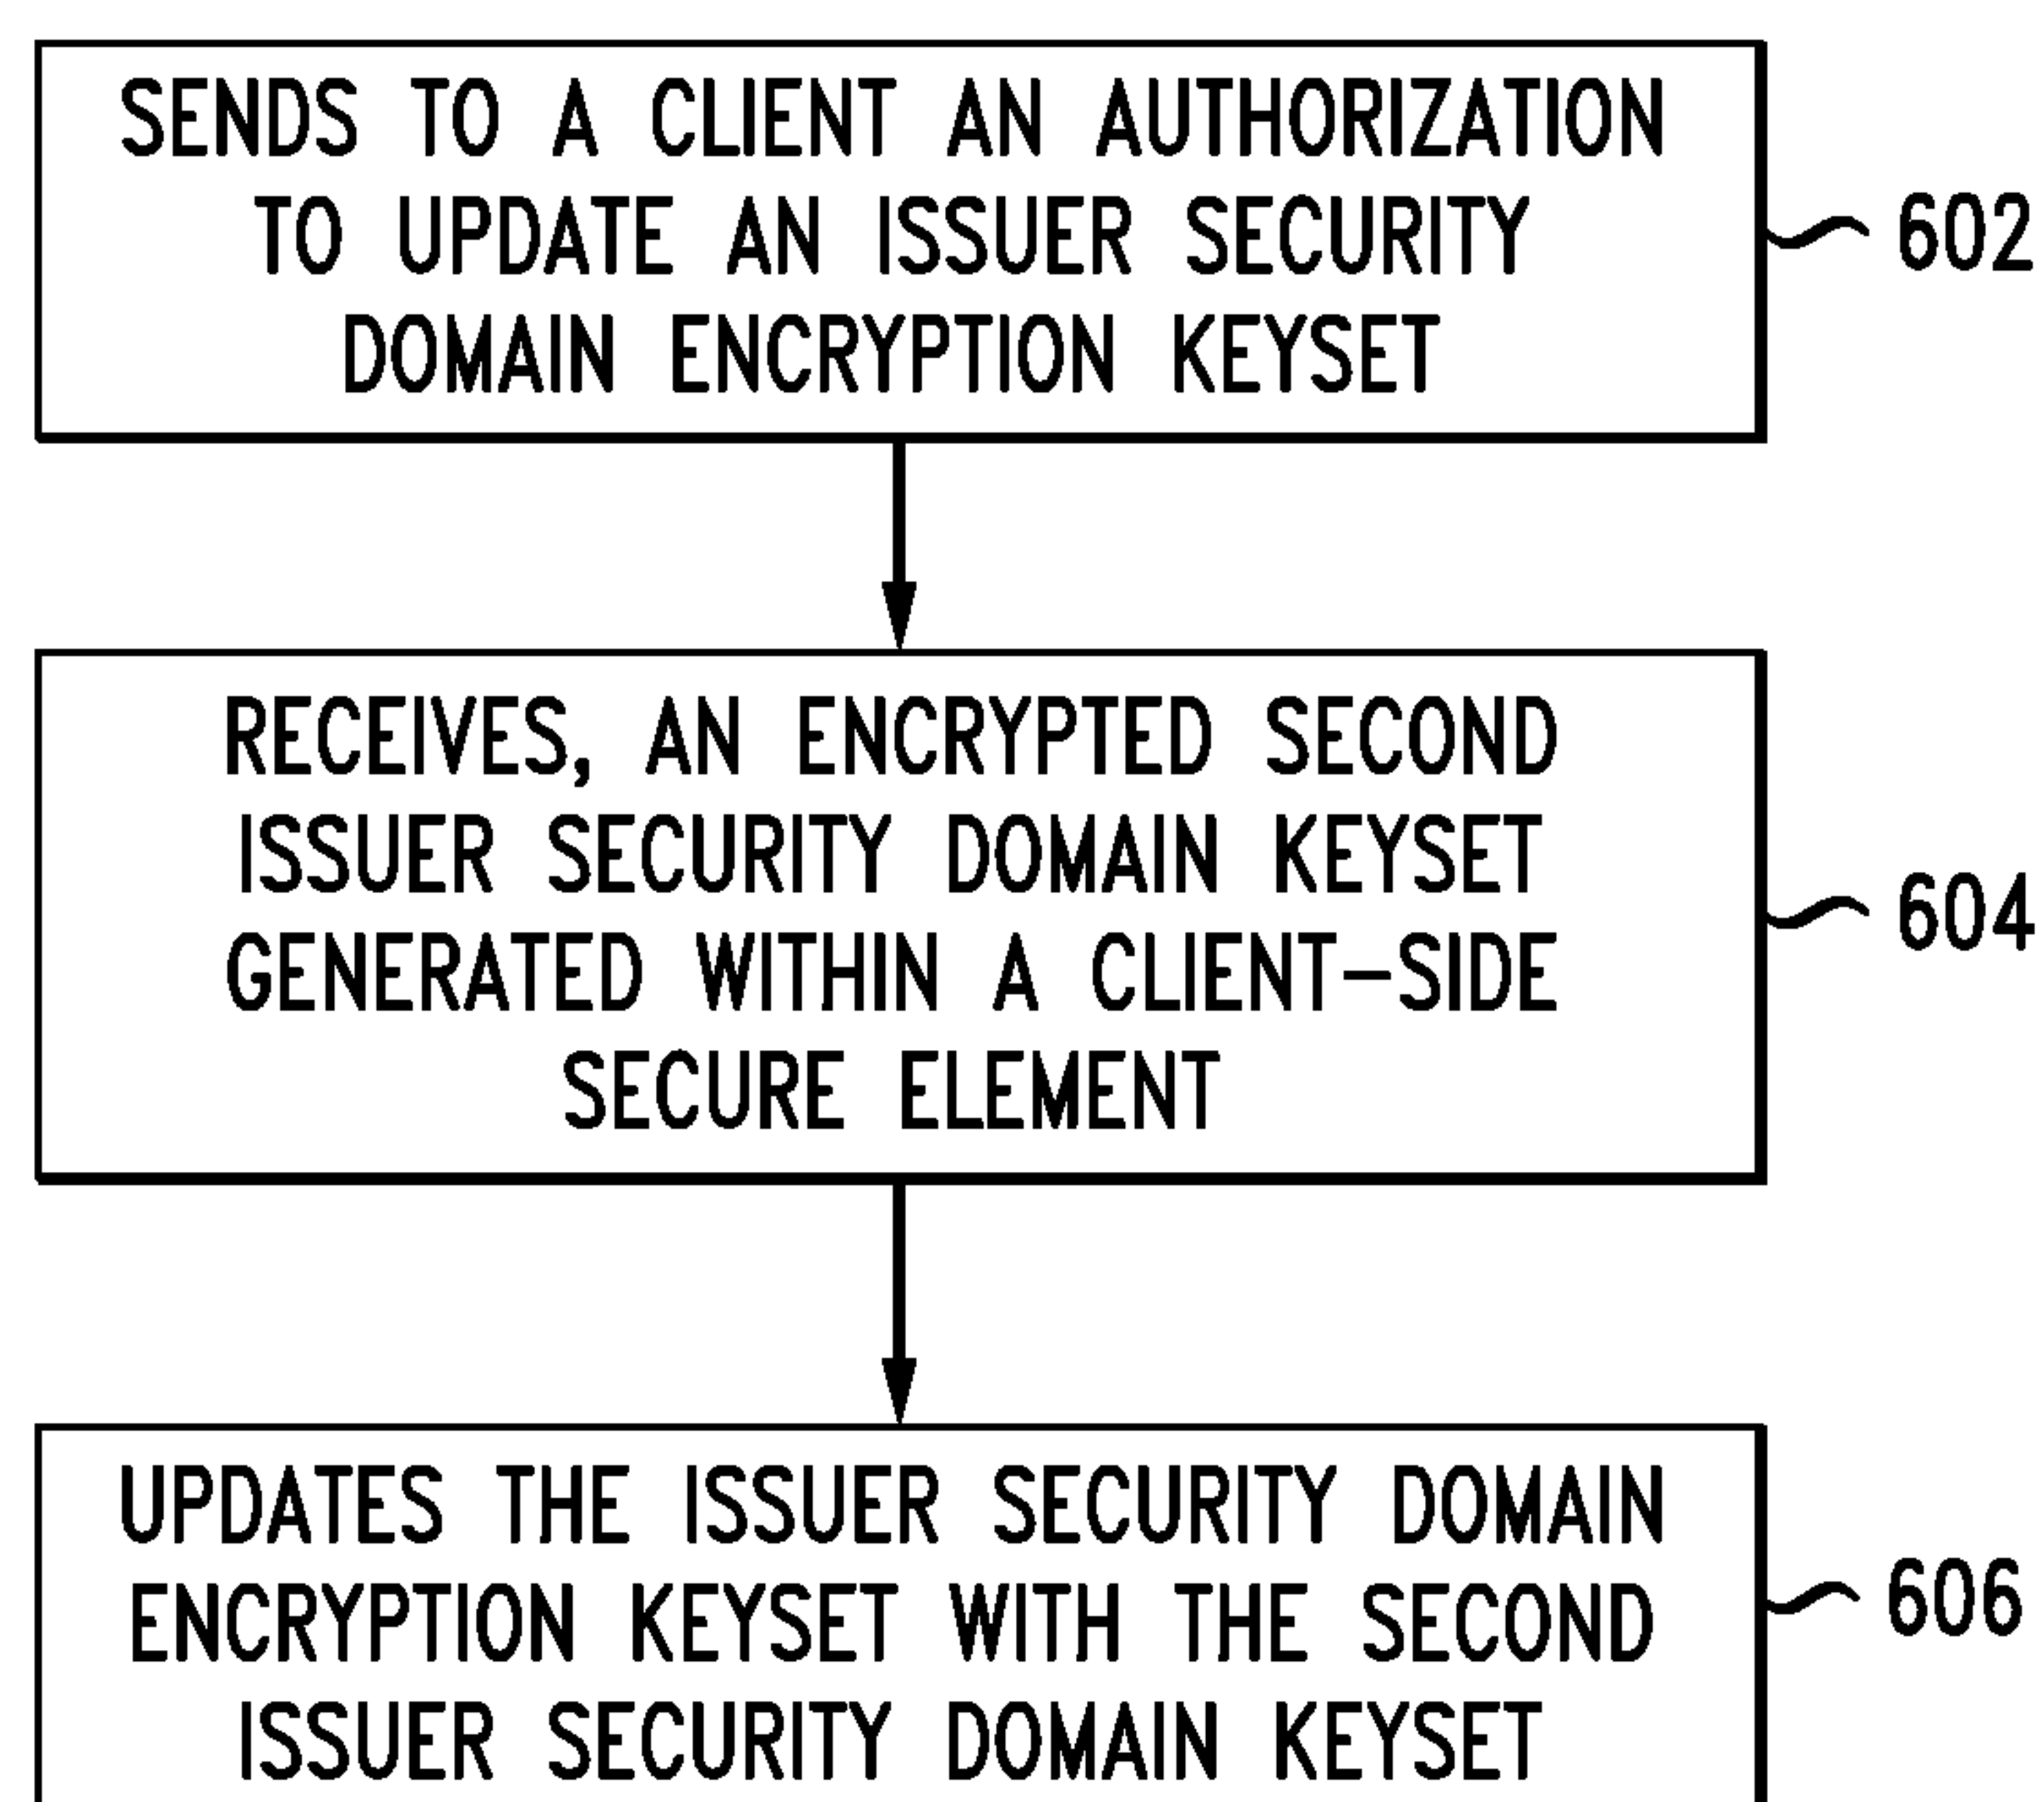 SENDS TO A CLIENT AN AUTHORIZATION
TO UPDATE AN ISSUER SECURITY
DOMAIN ENCRYPTION KEYSET
602
RECEIVES, AN ENCRYPTED SECOND
ISSUER SECURITY DOMAIN KEYSET
GENERATED WITHIN A CLIENT-SIDE
SECURE ELEMENT
604
UPDATES THE ISSUER SECURITY DOMAIN
ENCRYPTION KEYSET WITH THE SECOND
ISSUER SECURITY DOMAIN KEYSET
606